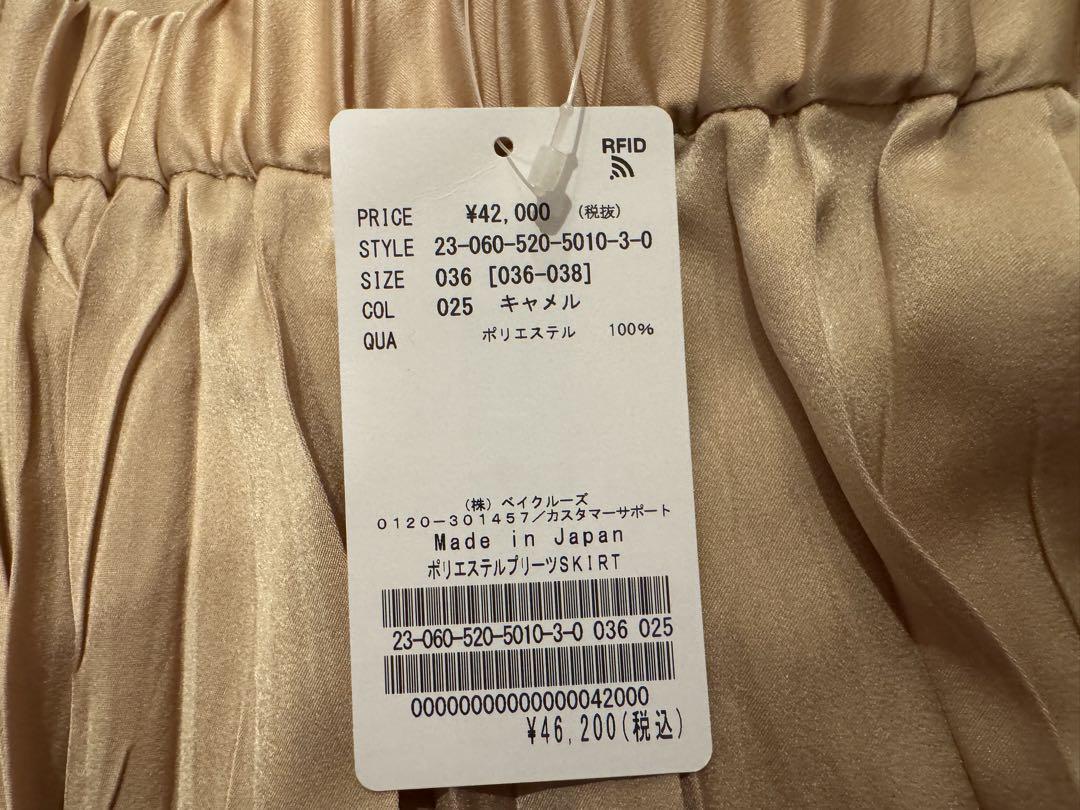 RFID
PRICE ¥42,000 (税抜)
STYLE 23-060-520-5010-3-0
SIZE 036 [036-038]
COL 025 キャメル
QUA ポリエステル 100%
(株) ベイクルーズ
0120-301457/カスタマーサポート
Made in Japan
ポリエステルプリーツSKIRT
23-060-520-5010-3-0 036 025
00000000000000042000
¥46,200(税込)